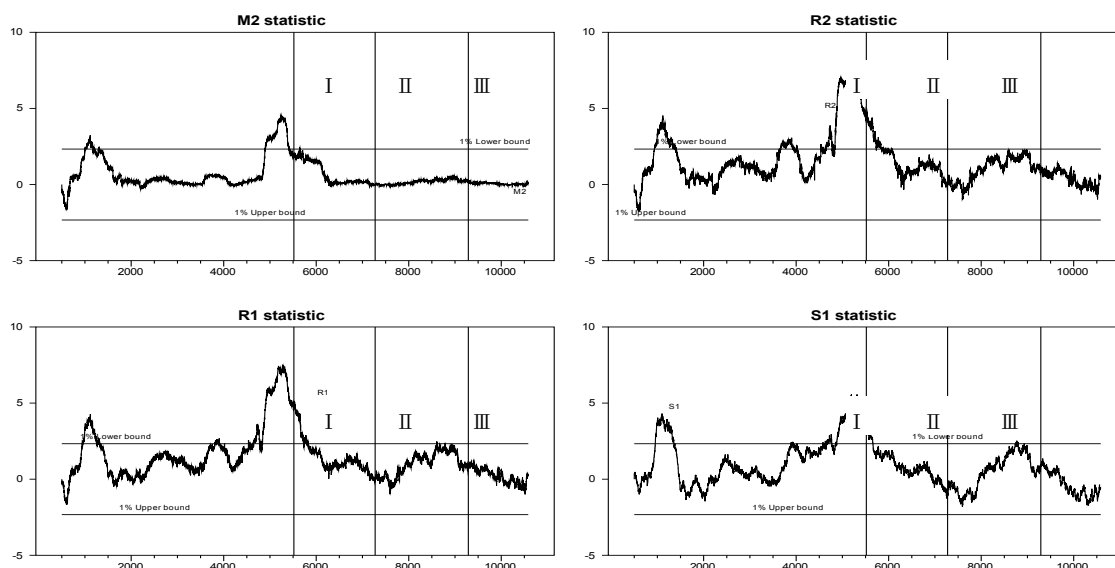 M2 statistic
10
5
0
-5
I
II
III
1% Lower bound
M2
1% Upper bound
2000
4000
6000
8000
10000
R2 statistic
10
5
0
-5
R2
I
II
III
1% Lower bound
1% Upper bound
2000
4000
6000
8000
10000
R1 statistic
10
5
0
-5
R1
I
II
III
1% Lower bound
1% Upper bound
2000
4000
6000
8000
10000
S1 statistic
10
5
0
-5
S1
I
II
III
1% Lower bound
1% Upper bound
2000
4000
6000
8000
10000